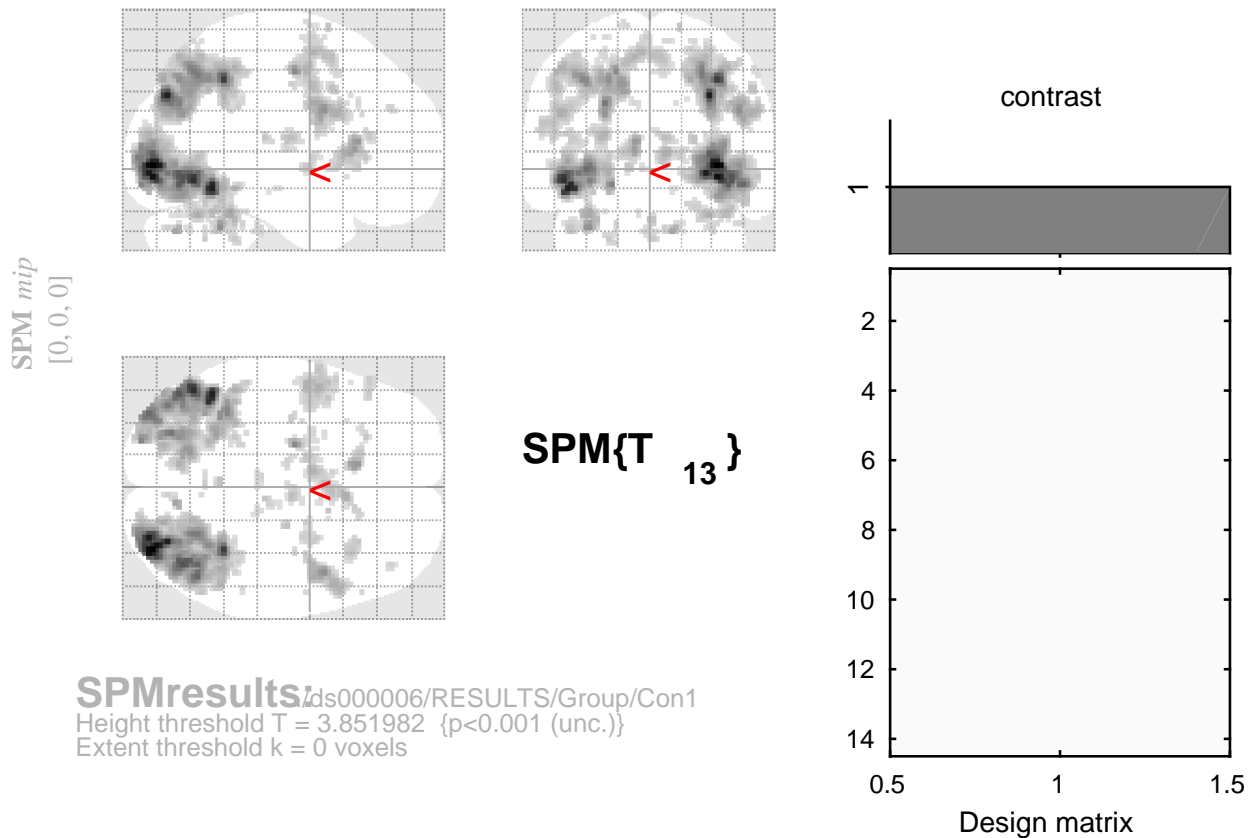 SPM mip
[0, 0, 0]
<
<
<
SPM{T 13 }
SPMresults: ./ds000006/RESULTS/Group/Con1
Height threshold T = 3.851982 {p<0.001 (unc.)}
Extent threshold k = 0 voxels
contrast
1
2
4
6
8
10
12
14
0.5 1 1.5
Design matrix